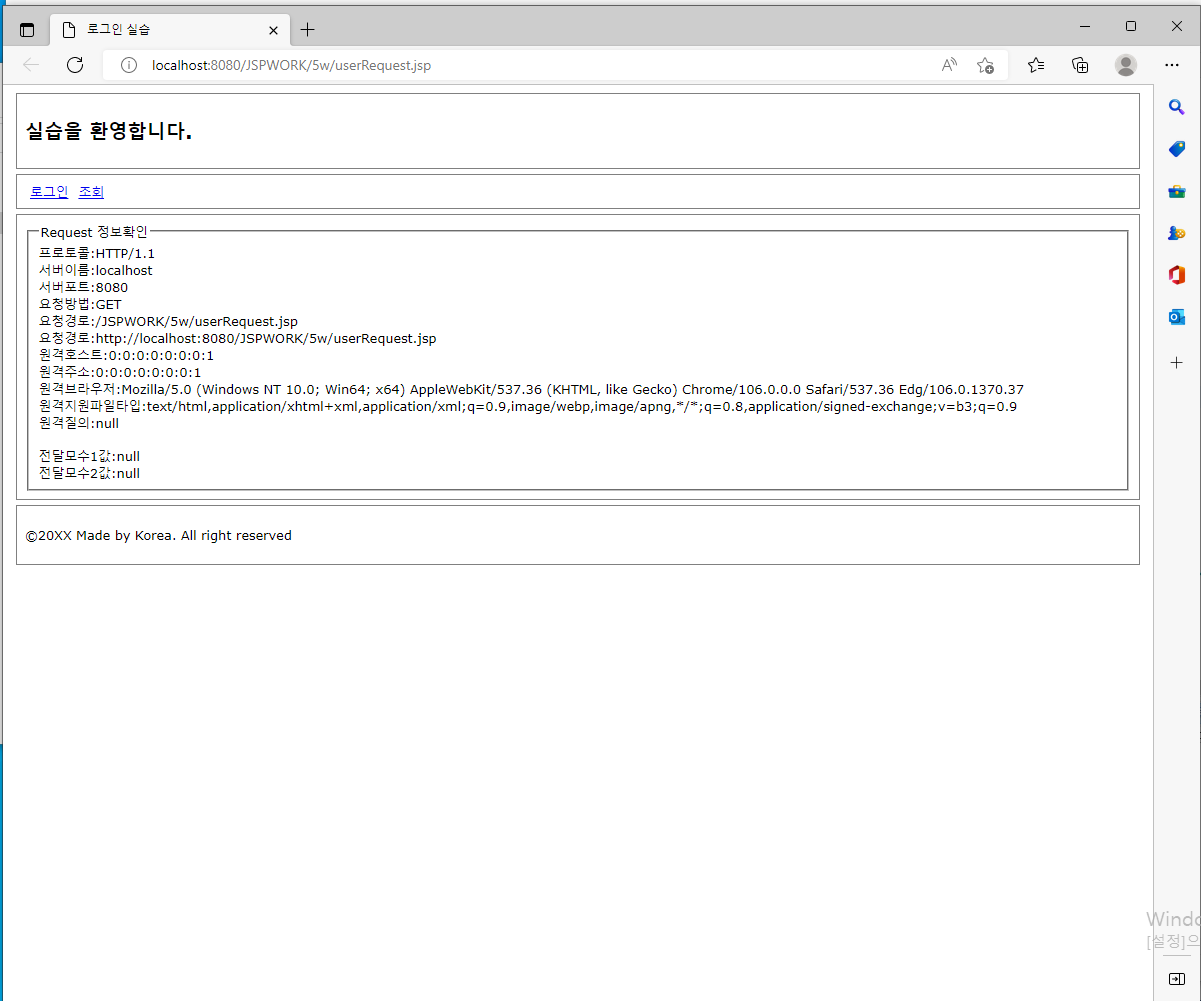 로그인 실습
localhost:8080/JSPWORK/5w/userRequest.jsp
실습을 환영합니다.
로그인 조회
Request 정보확인
프로토콜:HTTP/1.1
서버이름:localhost
서버포트:8080
요청방법:GET
요청경로:/JSPWORK/5w/userRequest.jsp
요청경로:http://localhost:8080/JSPWORK/5w/userRequest.jsp
원격호스트:0:0:0:0:0:0:0:1
원격주소:0:0:0:0:0:0:0:1
원격브라우저:Mozilla/5.0 (Windows NT 10.0; Win64; x64) AppleWebKit/537.36 (KHTML, like Gecko) Chrome/106.0.0.0 Safari/537.36 Edg/106.0.1370.37
원격지원파일타입:text/html,application/xhtml+xml,application/xml;q=0.9,image/webp,image/apng,*/*;q=0.8,application/signed-exchange;v=b3;q=0.9
원격질의:null
전달모수1값:null
전달모수2값:null
©20XX Made by Korea. All right reserved
[설정]으